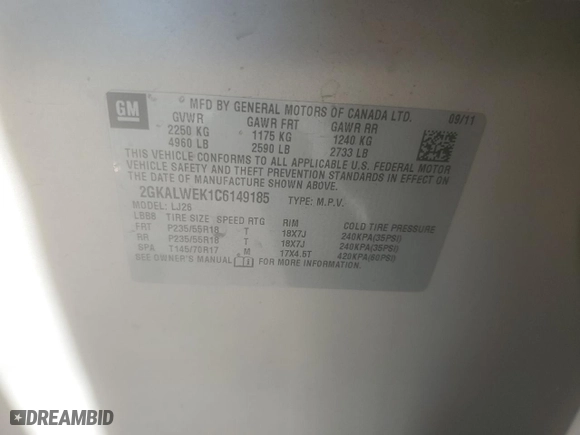 GM
MFD BY GENERAL MOTORS OF CANADA LTD. 09/11
GVWR GAWR FRT GAWR RR
2250 KG 1175 KG 1240 KG
4960 LB 2590 LB 2733 LB
THIS VEHICLE CONFORMS TO ALL APPLICABLE U.S. FEDERAL MOTOR
VEHICLE SAFETY AND THEFT PREVENTION STANDARDS IN EFFECT ON
THE DATE OF MANUFACTURE SHOWN ABOVE.
2GKALWEK1C6149185 TYPE: M.P.V.
MODEL: LJ26
LBBB TIRE SIZE SPEED RTG RIM COLD TIRE PRESSURE
FRT P235/55R18 T 18X7J 240KPA(35PSI)
RR P235/55R18 T 18X7J 240KPA(35PSI)
SPA T145/70R17 M 17X4.5T 420KPA(60PSI)
SEE OWNER'S MANUAL FOR MORE INFORMATION.
DREAMBID